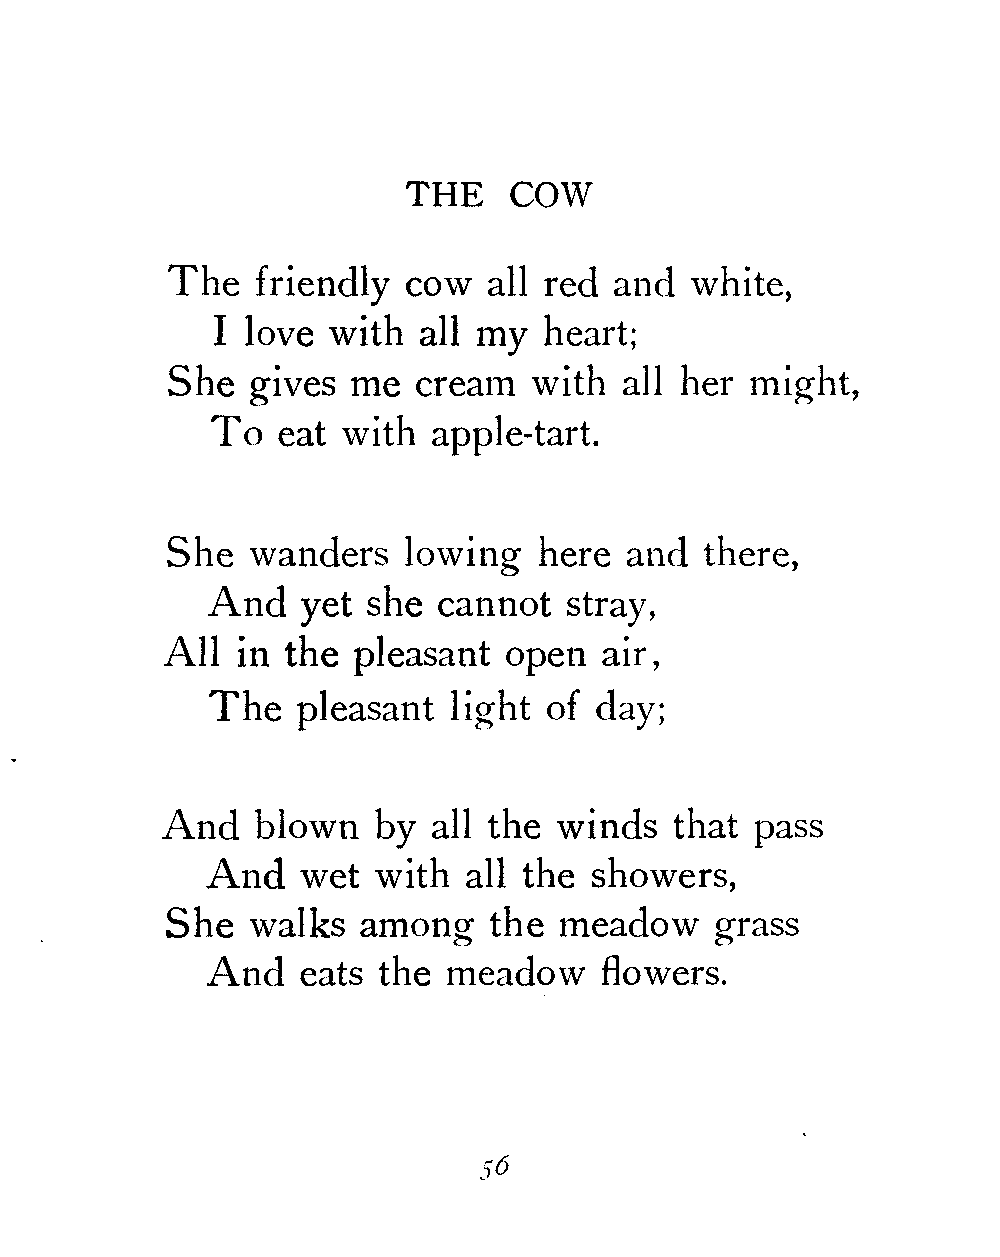 THE COW
The friendly cow all red and white,
I love with all my heart;
She gives me cream with all her might,
To eat with apple-tart.
She wanders lowing here and there,
And yet she cannot stray,
All in the pleasant open air,
The pleasant light of day;
And blown by all the winds that pass
And wet with all the showers,
She walks among the meadow grass
And eats the meadow flowers.
56